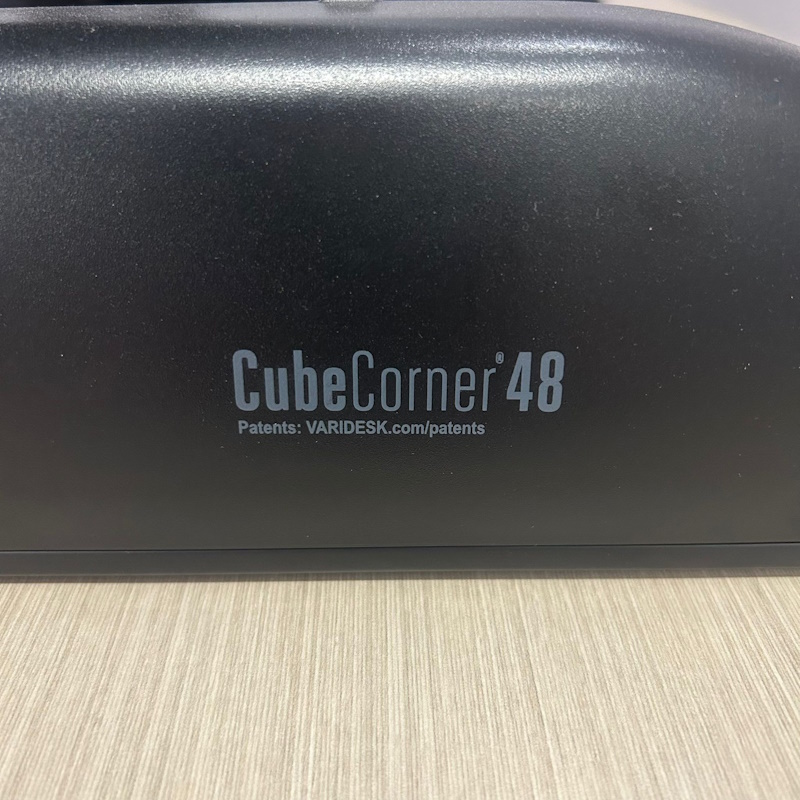 CubeCorner® 48
Patents: VARIDESK.com/patents